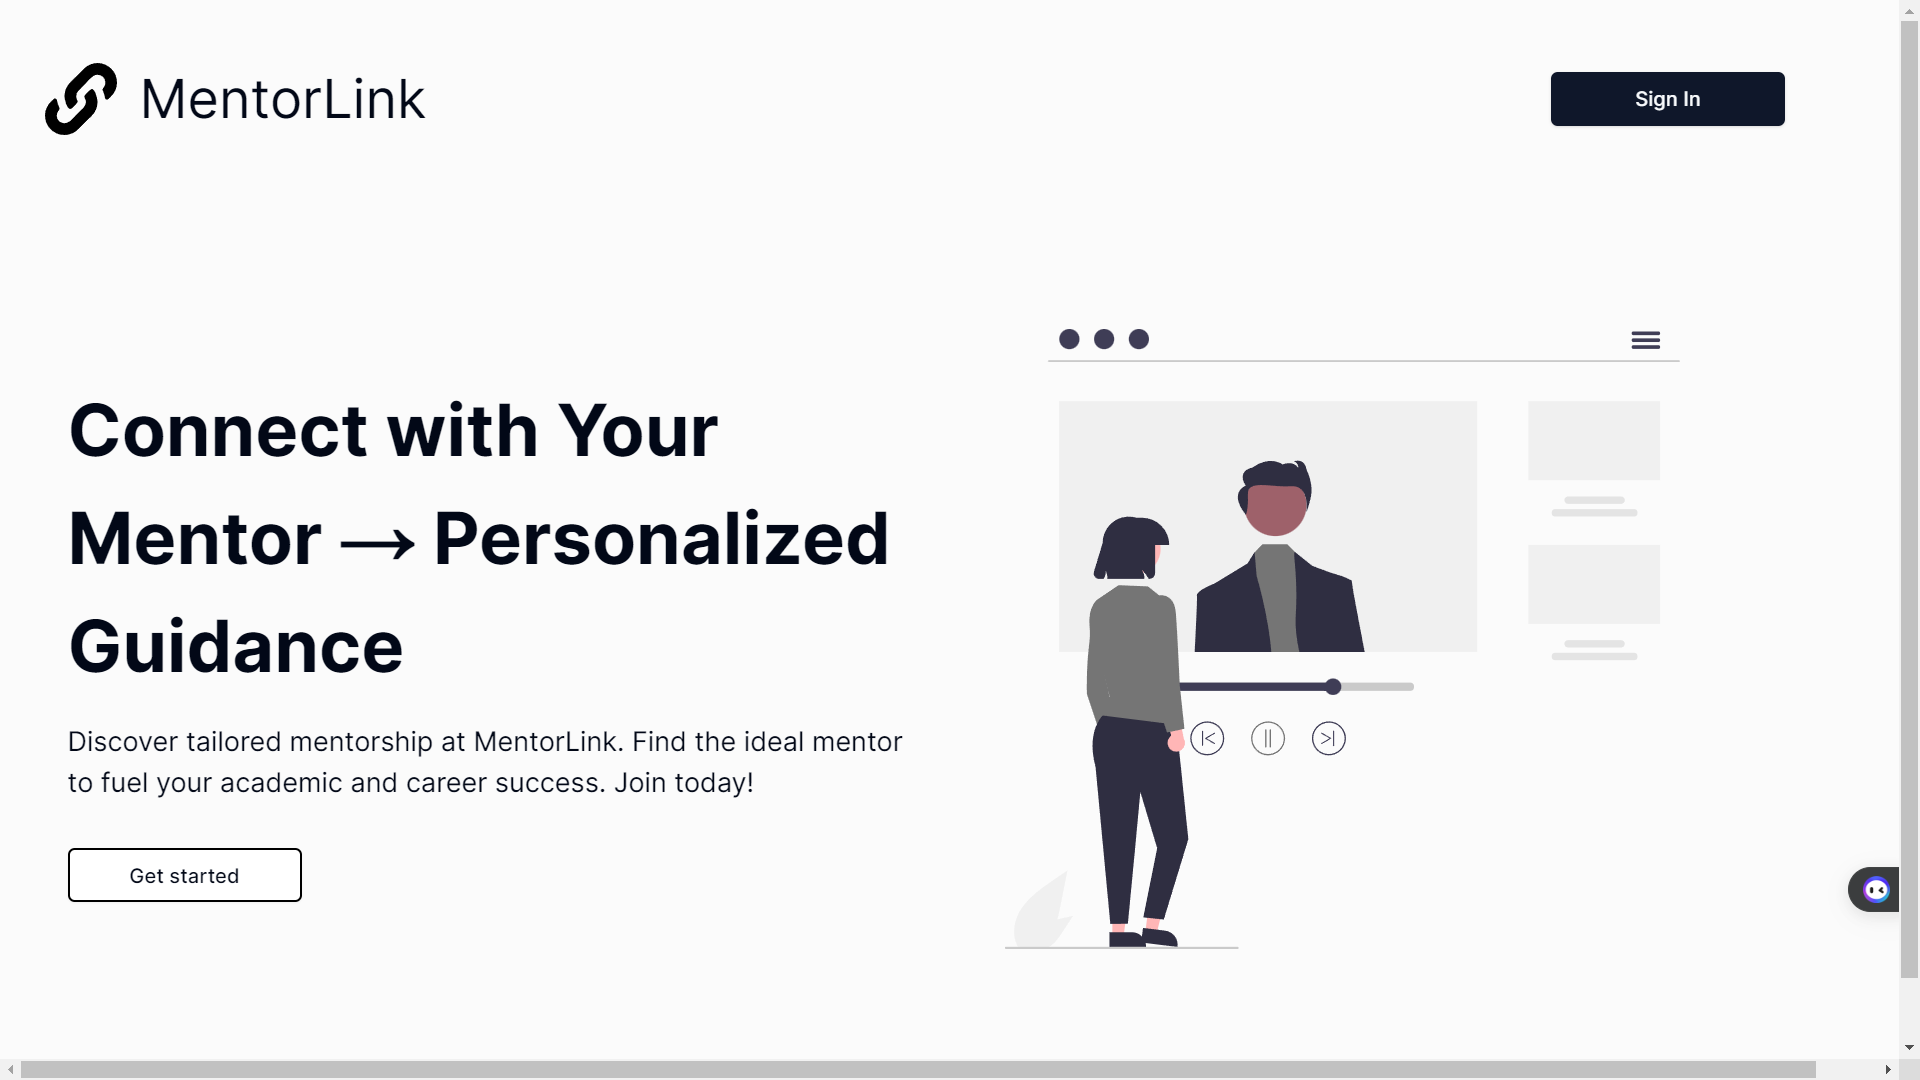 MentorLink
Sign In
Connect with Your
Mentor → Personalized
Guidance
Discover tailored mentorship at MentorLink. Find the ideal mentor
to fuel your academic and career success. Join today!
Get started